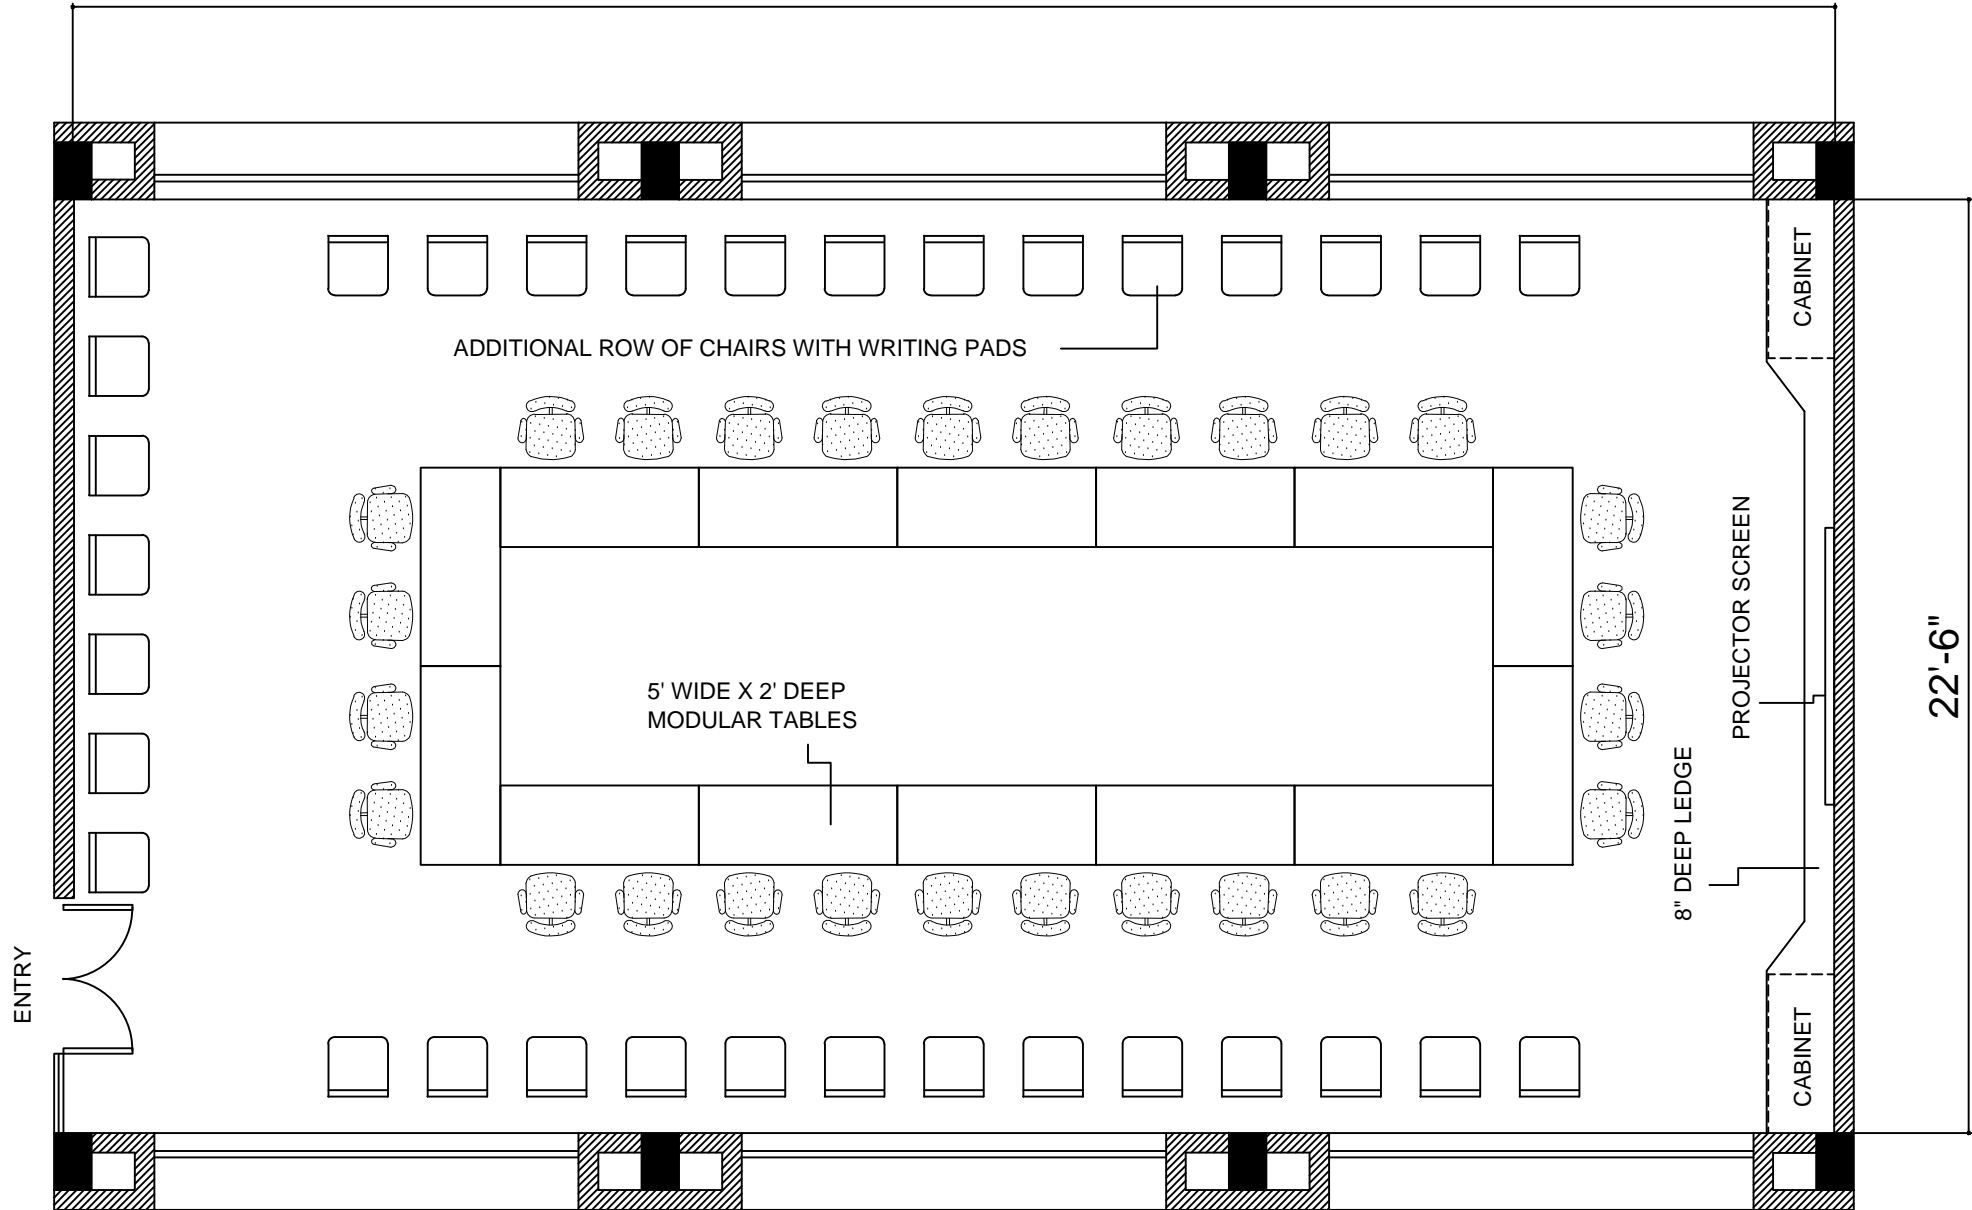 CABINET
ADDITIONAL ROW OF CHAIRS WITH WRITING PADS
PROJECTOR SCREEN
22'-6"
5' WIDE X 2' DEEP
MODULAR TABLES
8" DEEP LEDGE
ENTRY
CABINET